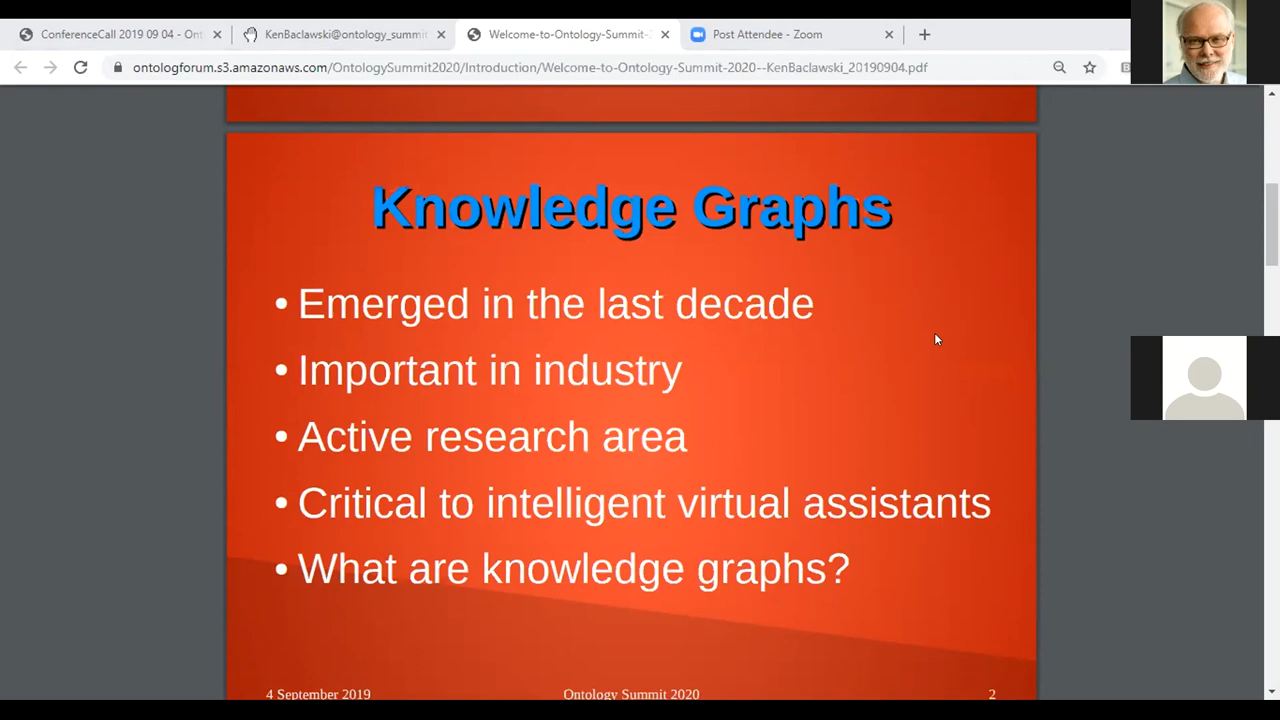 ConferenceCall 2019 09 04 - Ont
KenBaclawski@ontology_summi
Welcome-to-Ontology-Summit-2
Post Attendee - Zoom
ontologforum.s3.amazonaws.com/OntologySummit2020/Introduction/Welcome-to-Ontology-Summit-2020--KenBaclawski_20190904.pdf
Knowledge Graphs
• Emerged in the last decade
• Important in industry
• Active research area
• Critical to intelligent virtual assistants
• What are knowledge graphs?
4 September 2019 Ontology Summit 2020 2